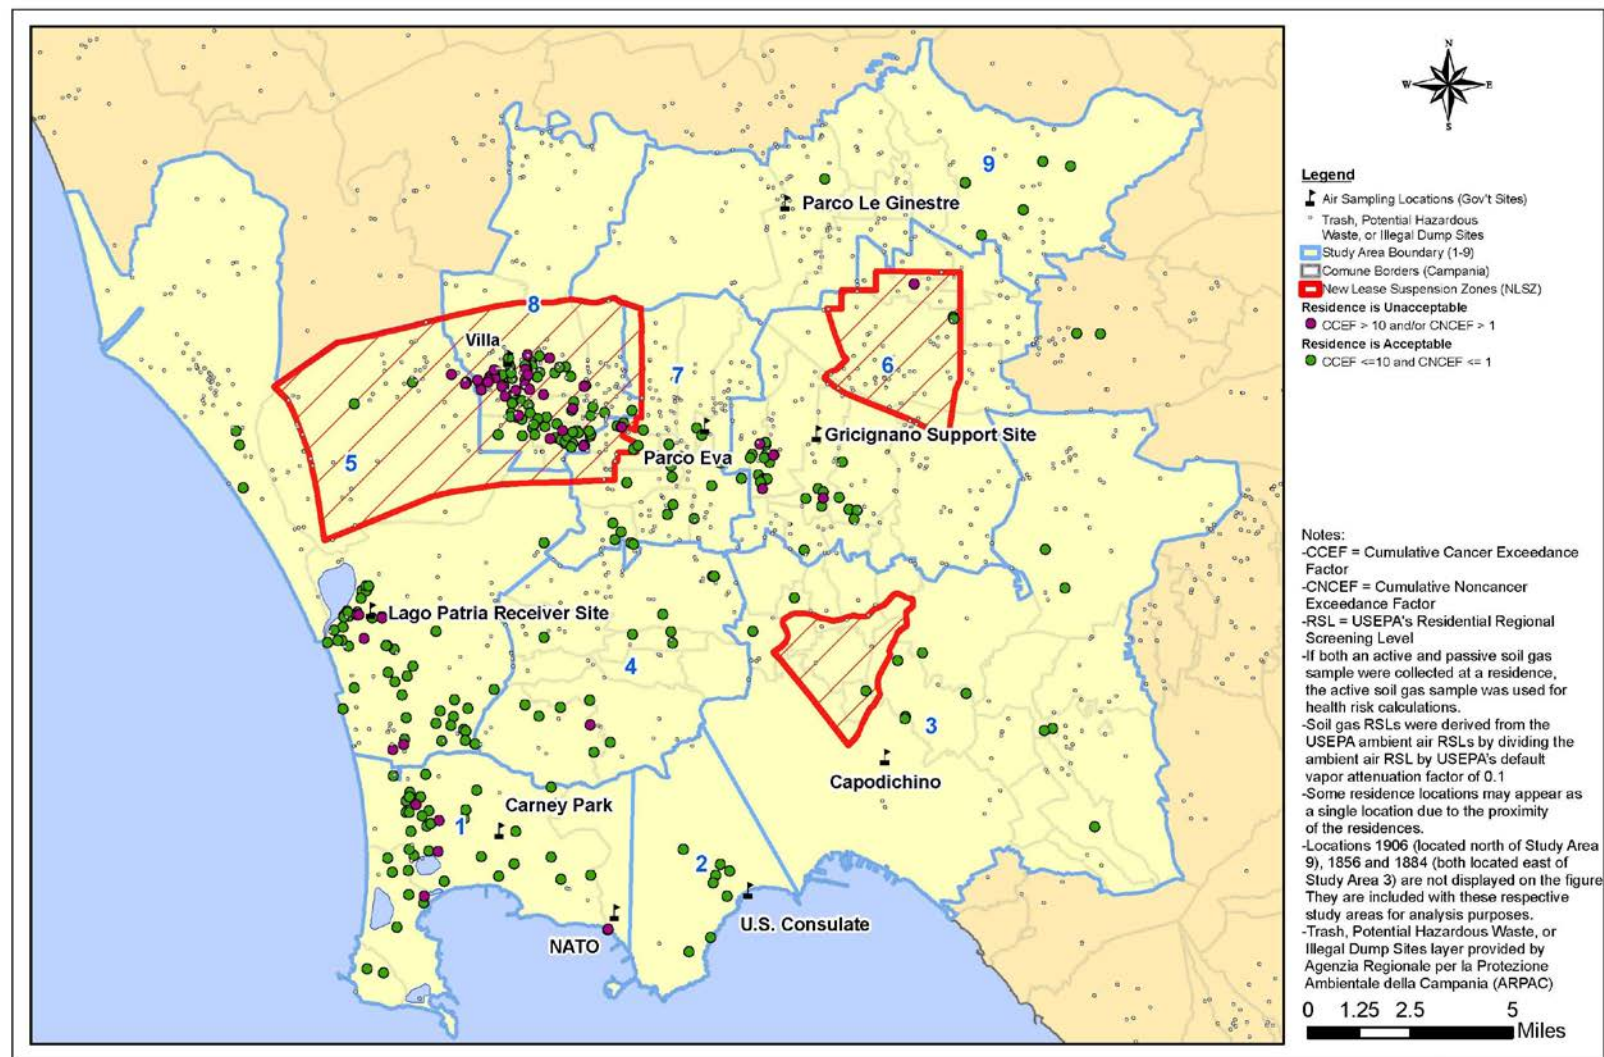 N
W
E
S
9
Parco Le Ginestre
8
Villa
7
6
5
Gricignano Support Site
Parco Eva
Lago Patria Receiver Site
4
3
Capodichino
Carney Park
1
2
U.S. Consulate
NATO
Legend
Air Sampling Locations (Gov't Sites)
Trash, Potential Hazardous
Waste, or Illegal Dump Sites
Study Area Boundary (1-9)
Comune Borders (Campania)
New Lease Suspension Zones (NLSZ)
Residence is Unacceptable
CCEF > 10 and/or CNCEF > 1
Residence is Acceptable
CCEF <=10 and CNCEF <= 1
Notes:
-CCEF = Cumulative Cancer Exceedance
Factor
-CNCEF = Cumulative Noncancer
Exceedance Factor
-RSL = USEPA's Residential Regional
Screening Level
-If both an active and passive soil gas
sample were collected at a residence,
the active soil gas sample was used for
health risk calculations.
-Soil gas RSLs were derived from the
USEPA ambient air RSLs by dividing the
ambient air RSL by USEPA's default
vapor attenuation factor of 0.1
-Some residence locations may appear as
a single location due to the proximity
of the residences.
-Locations 1906 (located north of Study Area
9), 1856 and 1884 (both located east of
Study Area 3) are not displayed on the figure
They are included with these respective
study areas for analysis purposes.
-Trash, Potential Hazardous Waste, or
Illegal Dump Sites layer provided by
Agenzia Regionale per la Protezione
Ambientale della Campania (ARPAC)
0 1.25 2.5 5
Miles